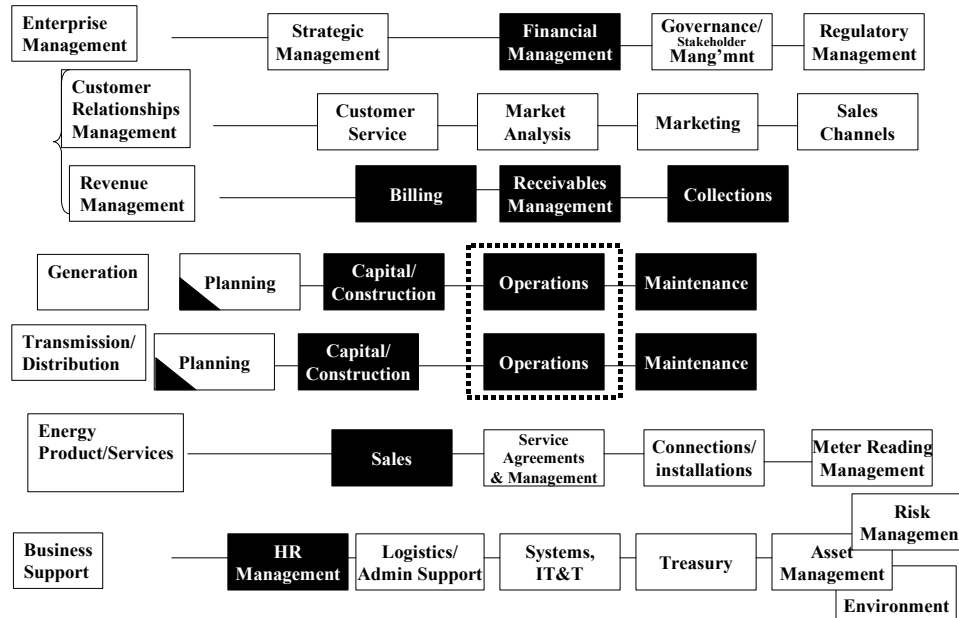 Enterprise
Management
Strategic
Management
Financial
Management
Governance/
Stakeholder
Mang’mnt
Regulatory
Management
Customer
Relationships
Management
Customer
Service
Market
Analysis
Marketing
Sales
Channels
Revenue
Management
Billing
Receivables
Management
Collections
Generation
Planning
Capital/
Construction
Operations
Maintenance
Transmission/
Distribution
Planning
Capital/
Construction
Operations
Maintenance
Energy
Product/Services
Sales
Service
Agreements
& Management
Connections/
installations
Meter Reading
Management
Business
Support
HR
Management
Logistics/
Admin Support
Systems,
IT&T
Treasury
Asset
Management
Risk
Management
Environment